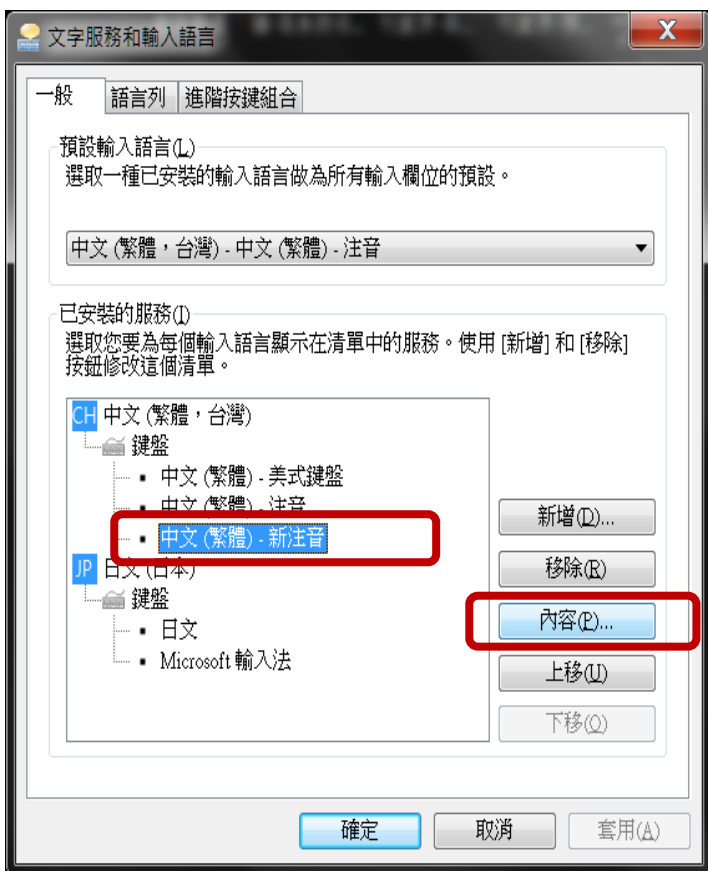 文字服務和輸入語言
一般
語言列
進階按鍵組合
預設輸入語言(L)
選取一種已安裝的輸入語言做為所有輸入欄位的預設。
中文 (繁體，台灣) - 中文 (繁體) - 注音
已安裝的服務(I)
選取您要為每個輸入語言顯示在清單中的服務。使用 [新增] 和 [移除]
按鈕修改這個清單。
CH 中文 (繁體，台灣)
鍵盤
中文 (繁體) - 美式鍵盤
中文 (繁體) - 注音
中文 (繁體) - 新注音
JP 日文 (日本)
鍵盤
日文
Microsoft 輸入法
新增(D)...
移除(R)
內容(P)...
上移(U)
下移(O)
確定
取消
套用(A)